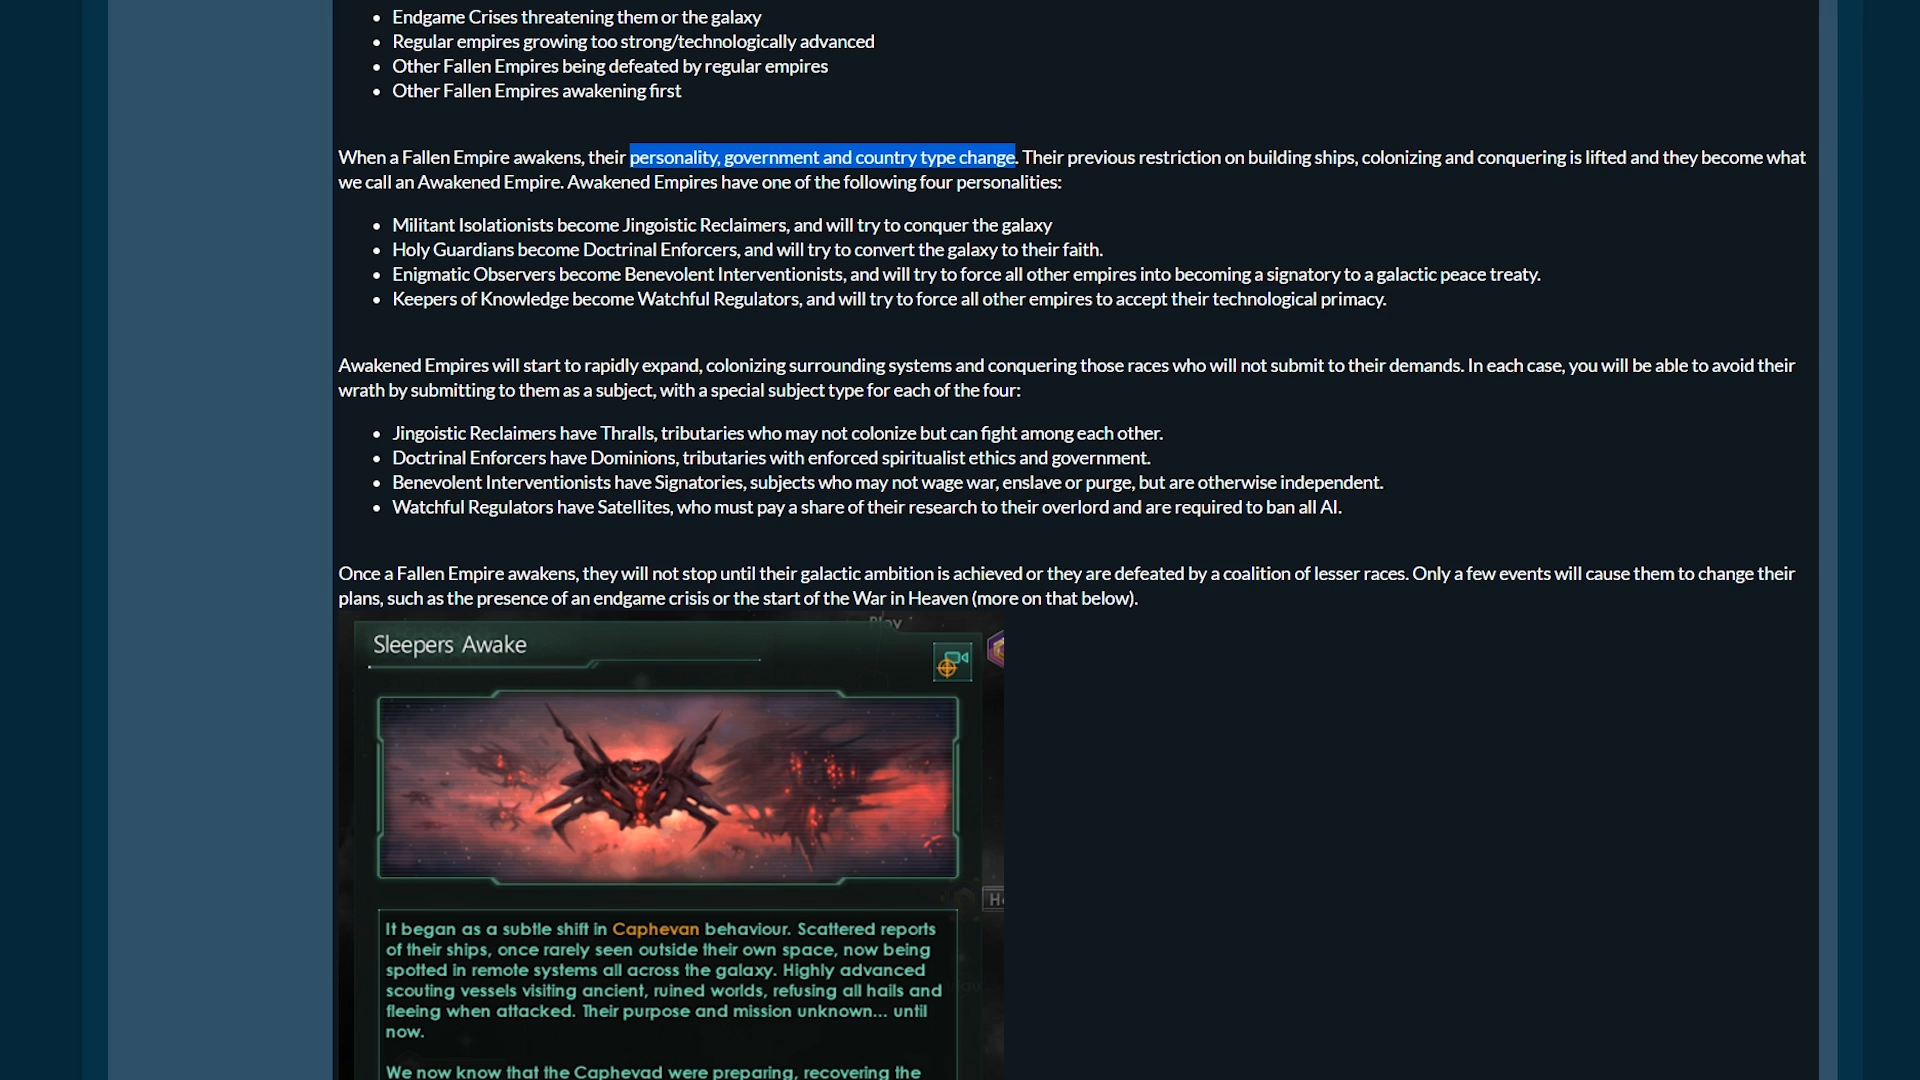 Endgame Crises threatening them or the galaxy
Regular empires growing too strong/technologically advanced
Other Fallen Empires being defeated by regular empires
Other Fallen Empires awakening first
When a Fallen Empire awakens, their personality, government and country type change. Their previous restriction on building ships, colonizing and conquering is lifted and they become what
we call an Awakened Empire. Awakened Empires have one of the following four personalities:
Militant Isolationists become Jingoistic Reclaimers, and will try to conquer the galaxy
Holy Guardians become Doctrinal Enforcers, and will try to convert the galaxy to their faith.
Enigmatic Observers become Benevolent Interventionists, and will try to force all other empires into becoming a signatory to a galactic peace treaty.
Keepers of Knowledge become Watchful Regulators, and will try to force all other empires to accept their technological primacy.
Awakened Empires will start to rapidly expand, colonizing surrounding systems and conquering those races who will not submit to their demands. In each case, you will be able to avoid their
wrath by submitting to them as a subject, with a special subject type for each of the four:
Jingoistic Reclaimers have Thralls, tributaries who may not colonize but can fight among each other.
Doctrinal Enforcers have Dominions, tributaries with enforced spiritualist ethics and government.
Benevolent Interventionists have Signatories, subjects who may not wage war, enslave or purge, but are otherwise independent.
Watchful Regulators have Satellites, who must pay a share of their research to their overlord and are required to ban all AI.
Once a Fallen Empire awakens, they will not stop until their galactic ambition is achieved or they are defeated by a coalition of lesser races. Only a few events will cause them to change their
plans, such as the presence of an endgame crisis or the start of the War in Heaven (more on that below).
Sleepers Awake
It began as a subtle shift in Caphevan behaviour. Scattered reports
of their ships, once rarely seen outside their own space, now being
spotted in remote systems all across the galaxy. Highly advanced
scouting vessels visiting ancient, ruined worlds, refusing all hails and
fleeing when attacked. Their purpose and mission unknown... until
now.
We now know that the Caphevad were preparing, recovering the